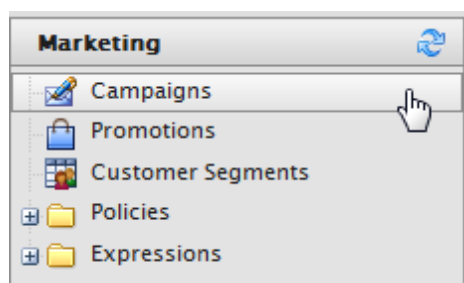 Marketing
Campaigns
Promotions
Customer Segments
Policies
Expressions